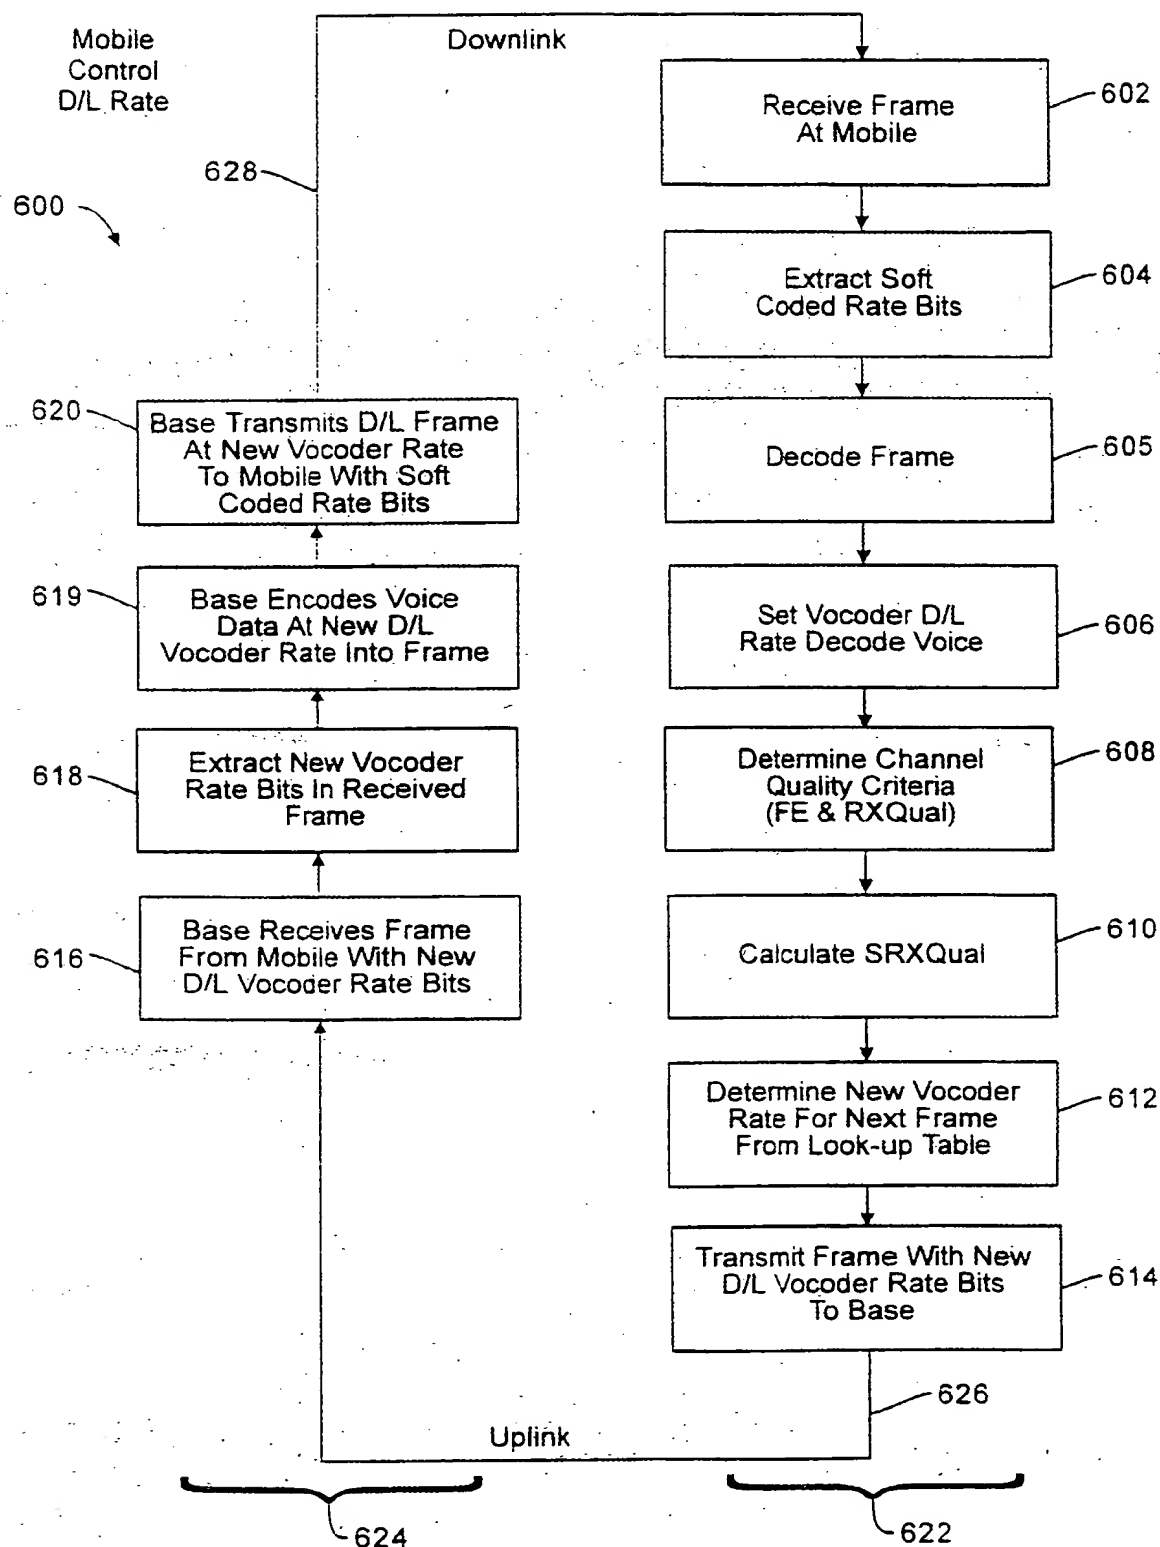 Mobile
Control
D/L Rate
Downlink
600
628
Receive Frame
At Mobile
602
Extract Soft
Coded Rate Bits
604
Decode Frame
605
Set Vocoder D/L
Rate Decode Voice
606
Determine Channel
Quality Criteria
(FE & RXQual)
608
Calculate SRXQual
610
Determine New Vocoder
Rate For Next Frame
From Look-up Table
612
Transmit Frame With New
D/L Vocoder Rate Bits
To Base
614
626
Uplink
620
Base Transmits D/L Frame
At New Vocoder Rate
To Mobile With Soft
Coded Rate Bits
619
Base Encodes Voice
Data At New D/L
Vocoder Rate Into Frame
618
Extract New Vocoder
Rate Bits In Received
Frame
616
Base Receives Frame
From Mobile With New
D/L Vocoder Rate Bits
624
622